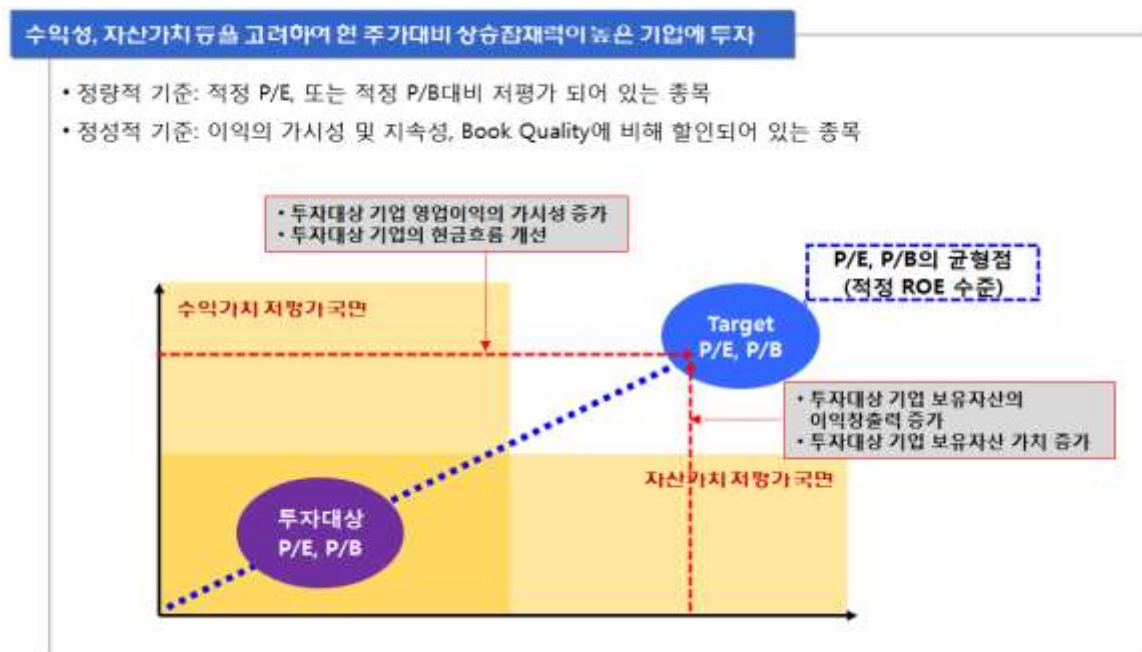 수익성, 자산가치 등을 고려하여 현 주가대비 상승잠재력이 높은 기업에 투자
• 정량적 기준: 적정 P/E, 또는 적정 P/B대비 저평가 되어 있는 종목
• 정성적 기준: 이익의 가시성 및 지속성, Book Quality에 비해 할인되어 있는 종목
• 투자대상 기업 영업이익의 가시성 증가
• 투자대상 기업의 현금흐름 개선
P/E, P/B의 균형점
(적정 ROE 수준)
수익가치 저평가국면
Target
P/E, P/B
• 투자대상 기업 보유자산의
이익창출력 증가
• 투자대상 기업 보유자산 가치 증가
자산가치 저평가국면
투자대상
P/E, P/B